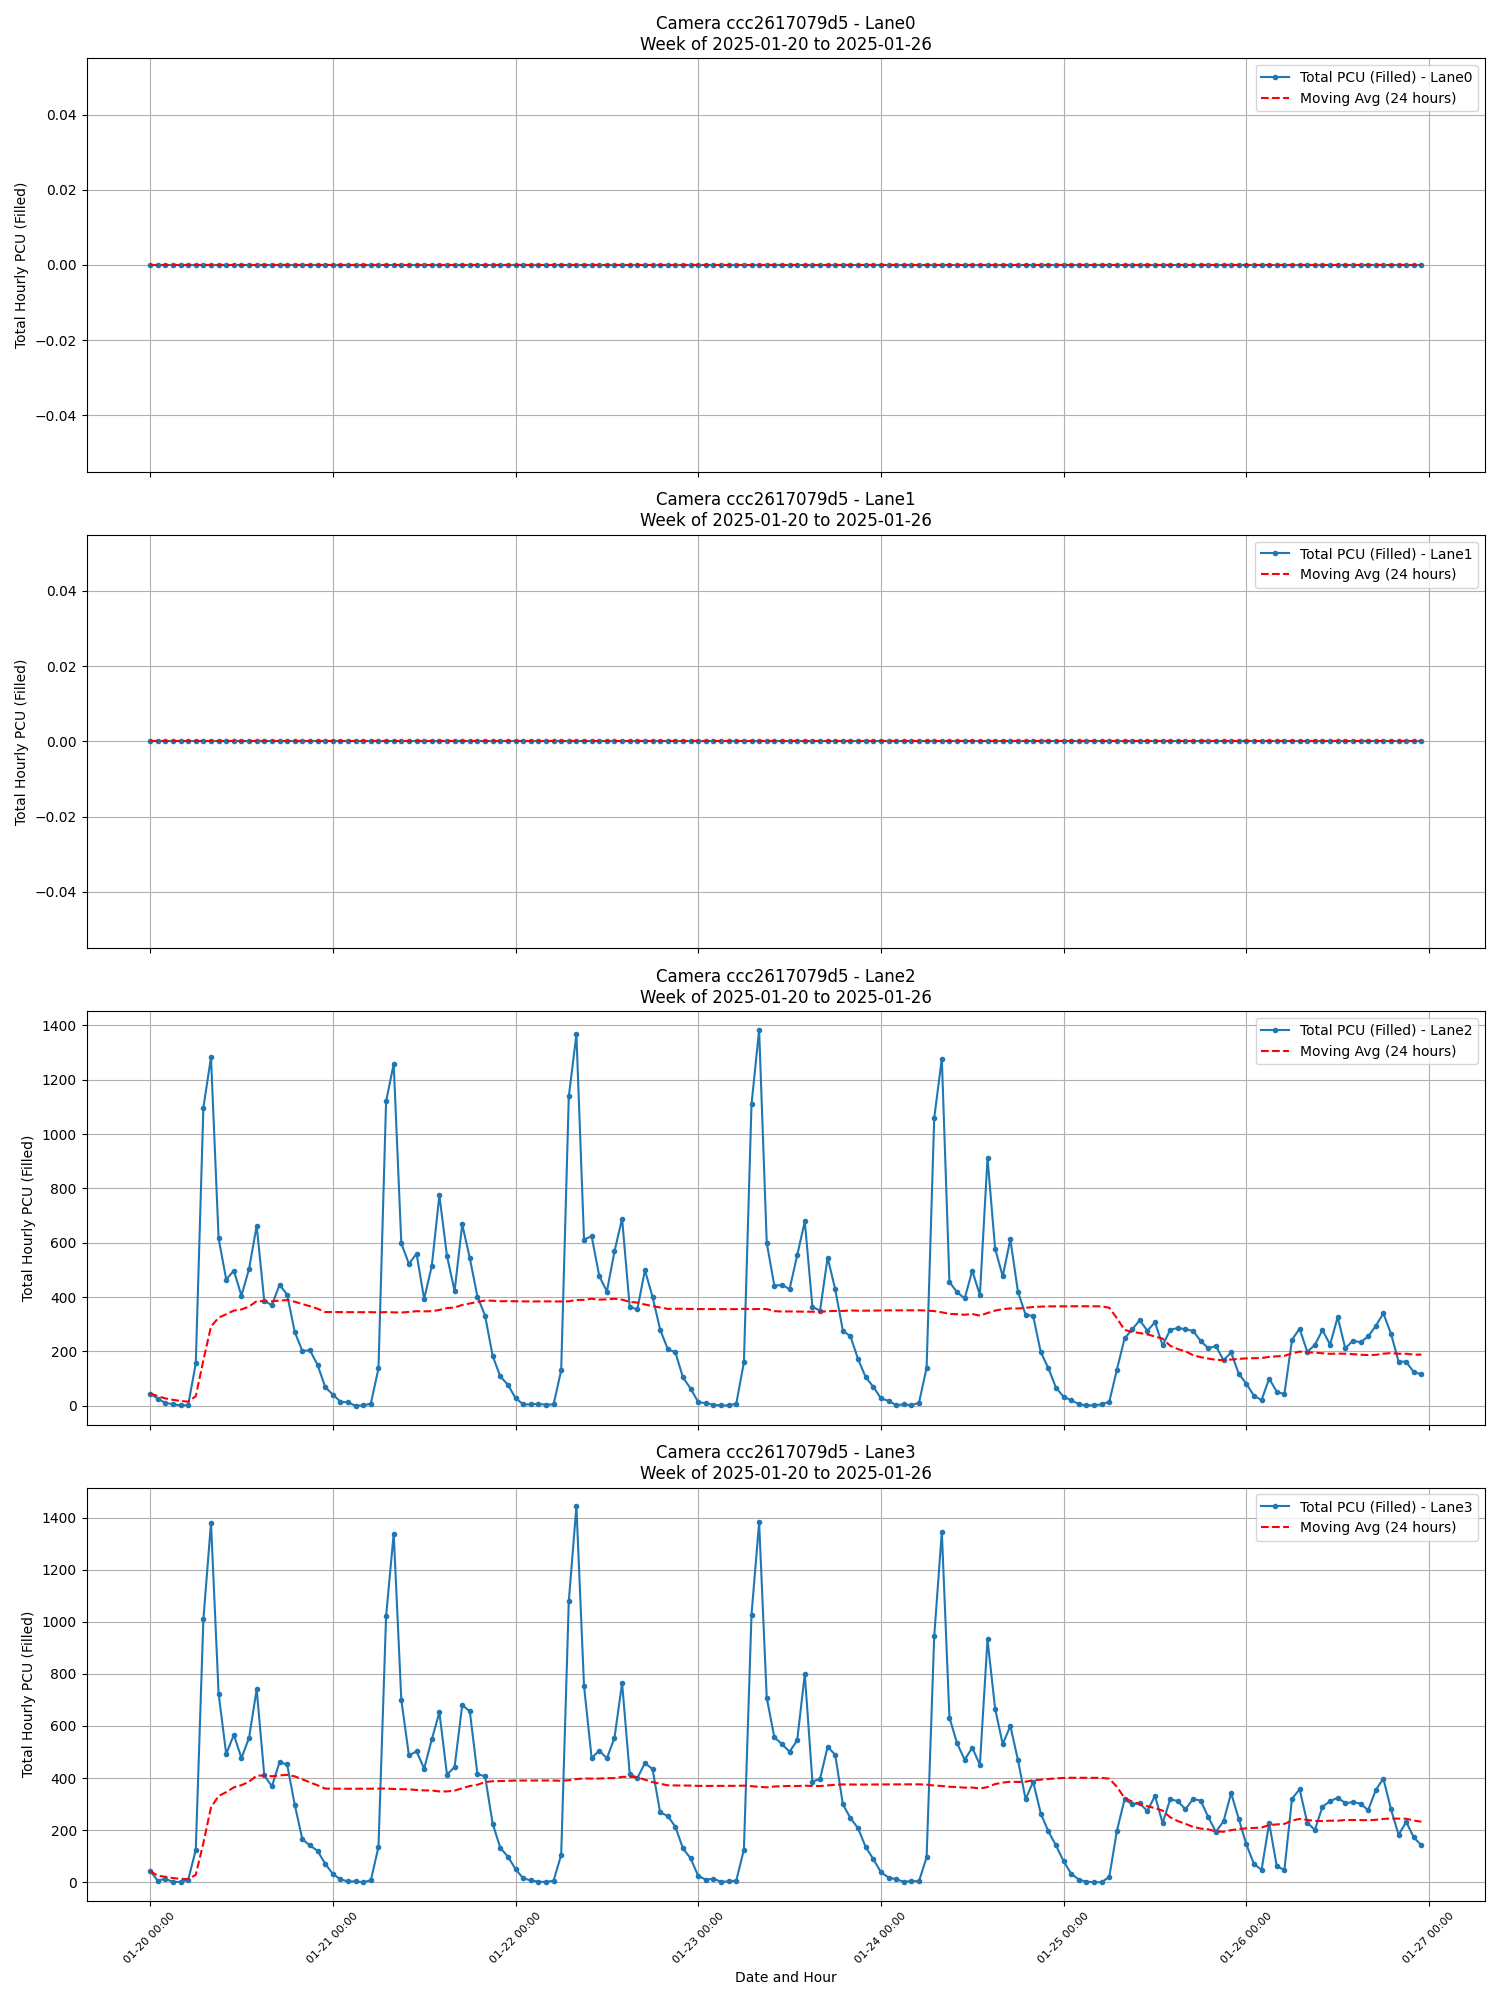 Camera ccc2617079d5 - Lane0
Week of 2025-01-20 to 2025-01-26
Total PCU (Filled) - Lane0
Moving Avg (24 hours)
Total Hourly PCU (Filled)
0.04
0.02
0.00
−0.02
−0.04
Camera ccc2617079d5 - Lane1
Week of 2025-01-20 to 2025-01-26
Total PCU (Filled) - Lane1
Moving Avg (24 hours)
Total Hourly PCU (Filled)
0.04
0.02
0.00
−0.02
−0.04
Camera ccc2617079d5 - Lane2
Week of 2025-01-20 to 2025-01-26
Total PCU (Filled) - Lane2
Moving Avg (24 hours)
Total Hourly PCU (Filled)
1400
1200
1000
800
600
400
200
0
Camera ccc2617079d5 - Lane3
Week of 2025-01-20 to 2025-01-26
Total PCU (Filled) - Lane3
Moving Avg (24 hours)
Total Hourly PCU (Filled)
1400
1200
1000
800
600
400
200
0
01-20 00:00
01-21 00:00
01-22 00:00
01-23 00:00
01-24 00:00
01-25 00:00
01-26 00:00
01-27 00:00
Date and Hour